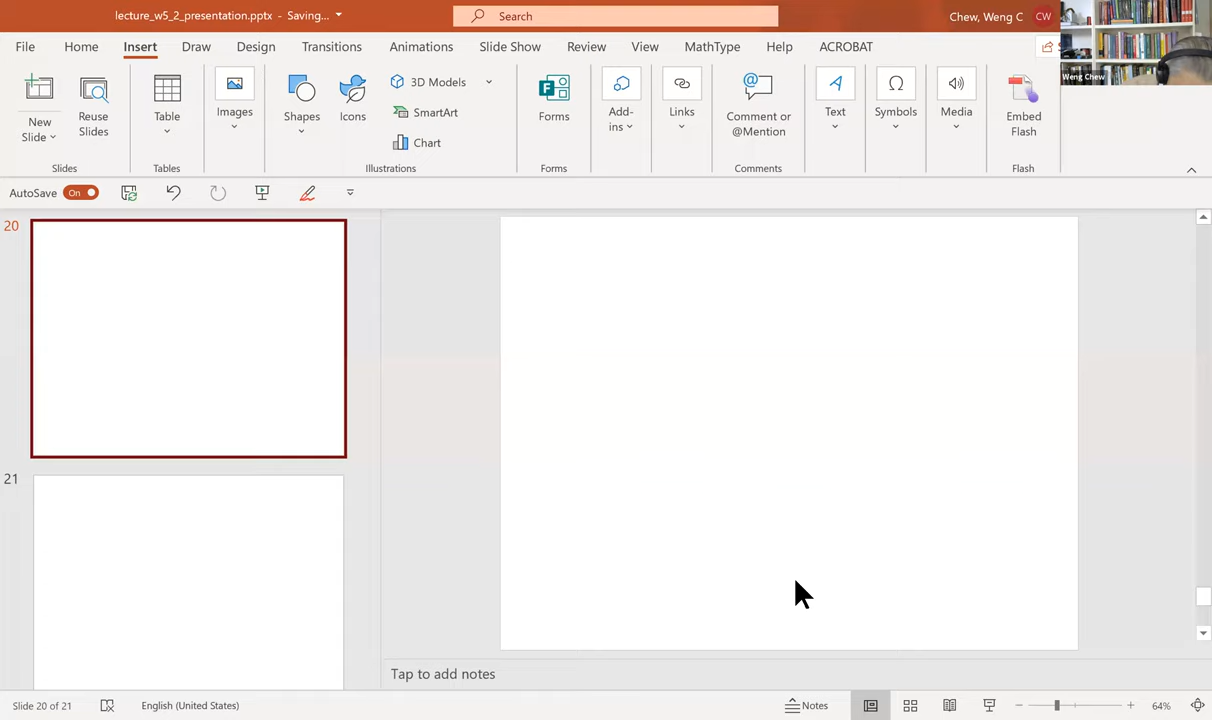 lecture_w5_2_presentation.pptx - Saving...
Search
Chew, Weng C CW
File Home Insert Draw Design Transitions Animations Slide Show Review View MathType Help ACROBAT
Weng Chew
New Slide
Reuse Slides
Table
Images
Shapes
Icons
3D Models
SmartArt
Chart
Forms
Add-ins
Links
Comment or @Mention
Text
Symbols
Media
Embed Flash
Slides Tables Illustrations Forms Comments Flash
AutoSave On
20
21
Tap to add notes
Slide 20 of 21 English (United States) Notes 64%